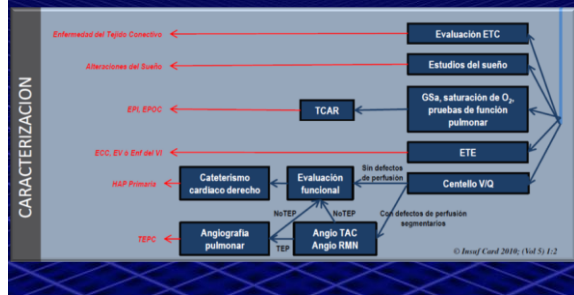 CARACTERIZACION
Enfermedad del Tejido Conectivo
Evaluación ETC
Alteraciones del Sueño
Estudios del sueño
EPI, EPOC
TCAR
GSa, saturación de O2,
pruebas de función
pulmonar
ECC, EV ó Enf del VI
ETE
HAP Primaria
Cateterismo
cardiaco derecho
Evaluación
funcional
Sin defectos
de perfusión
Centello V/Q
NoTEP
NoTEP
Con defectos de perfusión
segmentarios
TEPC
Angiografia
pulmonar
TEP
Angio TAC
Angio RMN
© Insuf Card 2010; (Vol 5) 1:2